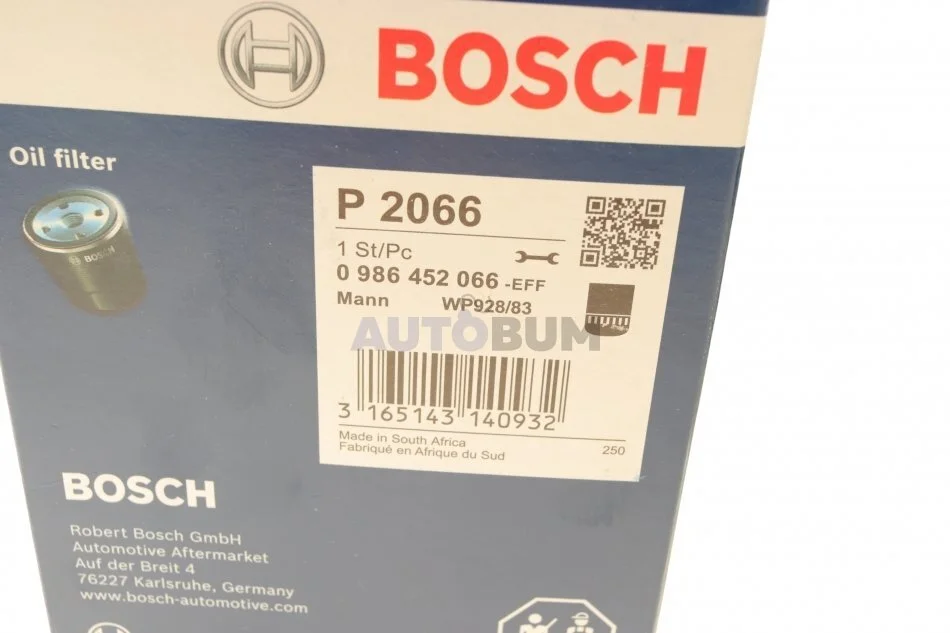 BOSCH
Oil filter
BOSCH
P 2066
1 St/Pc
0 986 452 066 -EFF
Mann WP928/83
AUTOBUM
3 165143 140932
Made in South Africa
Fabriqué en Afrique du Sud
250
BOSCH
Robert Bosch GmbH
Automotive Aftermarket
Auf der Breit 4
76227 Karlsruhe, Germany
www.bosch-automotive.com